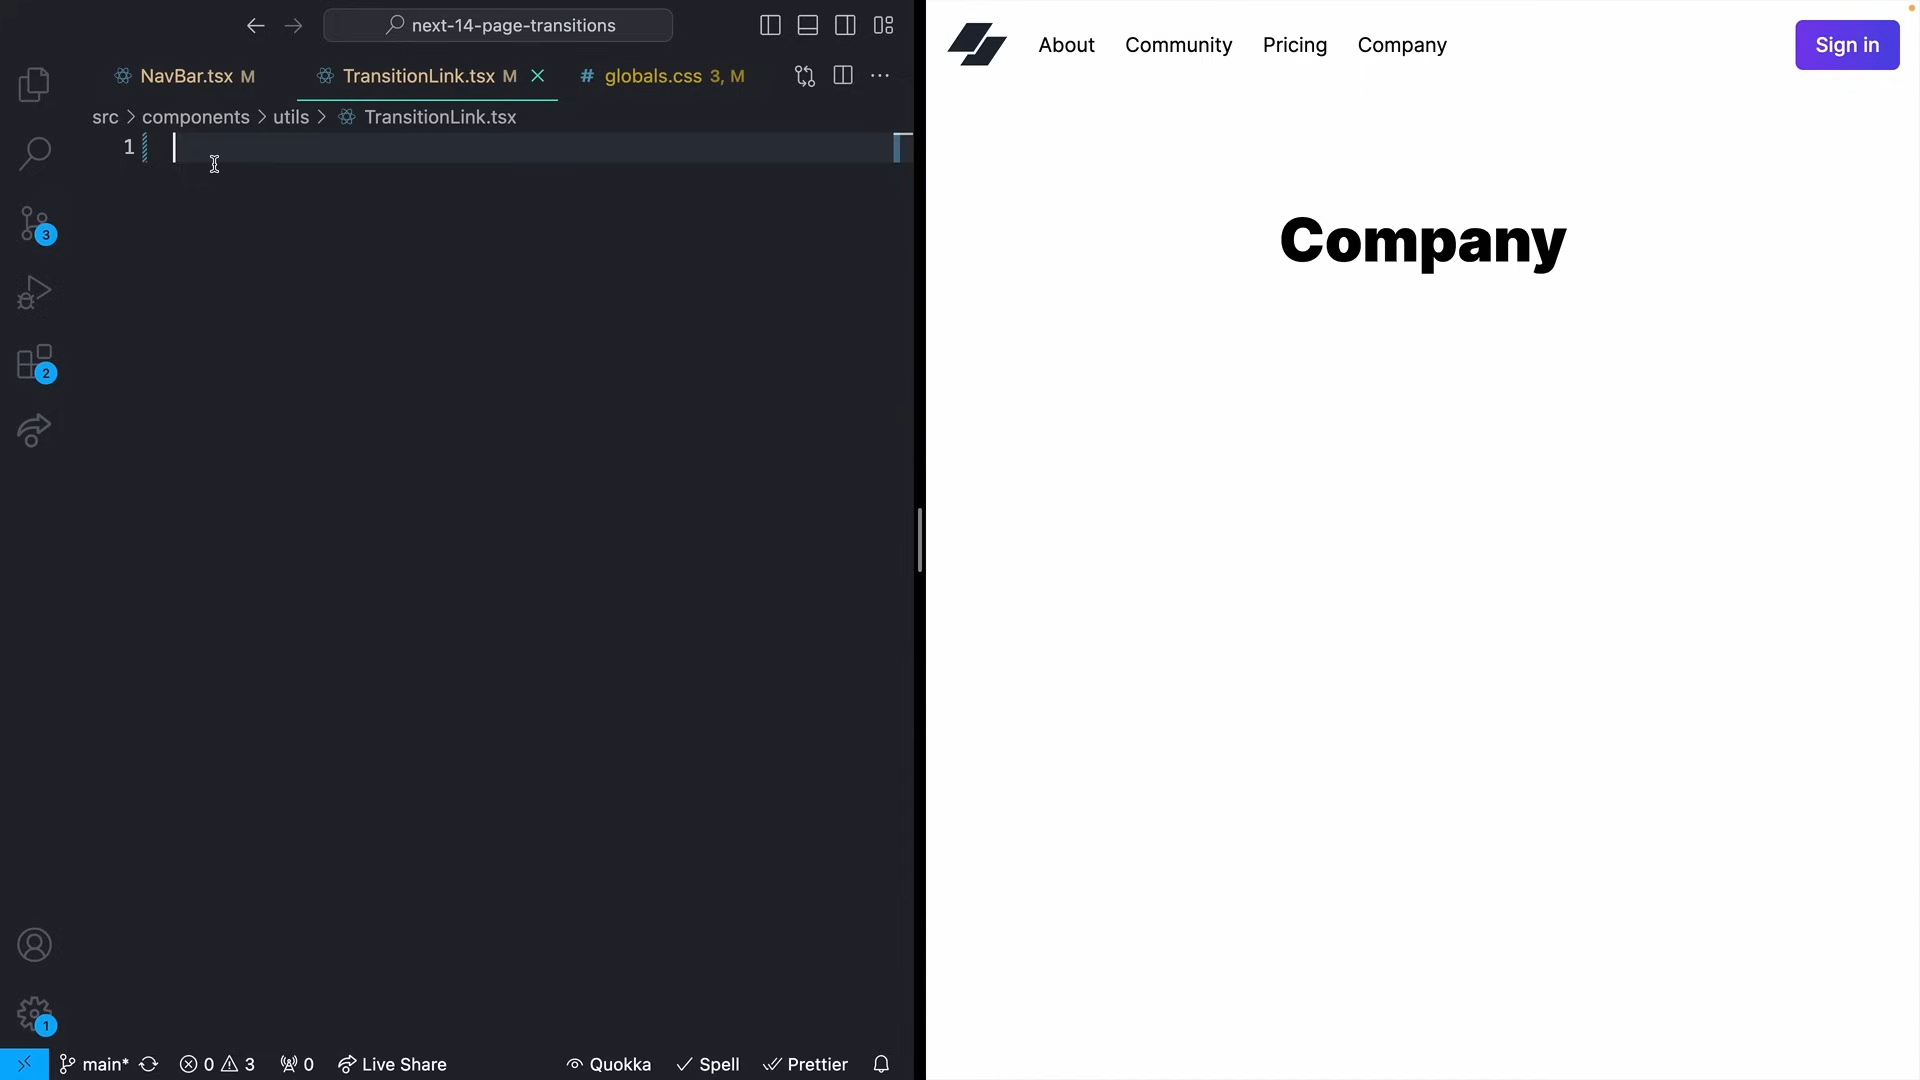 next-14-page-transitions
NavBar.tsx M
TransitionLink.tsx M
# globals.css 3, M
src > components > utils > TransitionLink.tsx
1
3
2
1
main*
0 3
0
Live Share
Quokka
Spell
Prettier
About
Community
Pricing
Company
Sign in
Company